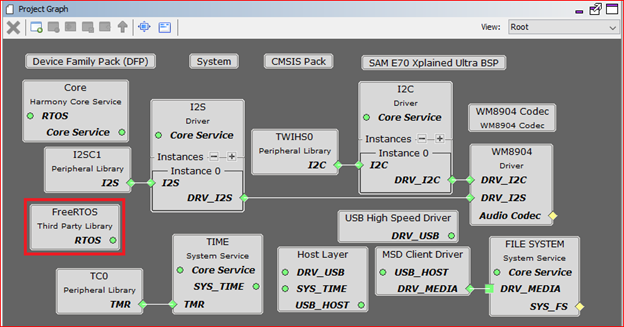 Project Graph
View: Root
Device Family Pack (DFP)
System
CMSIS Pack
SAM E70 Xplained Ultra BSP
Core
Harmony Core Service
RTOS
Core Service
I2S
Driver
Core Service
Instances
Instance 0
I2S
DRV_I2S
I2C
Driver
Core Service
Instances
Instance 0
I2C
DRV_I2C
WM8904 Codec
WM8904 Codec
TWIHS0
Peripheral Library
I2C
WM8904
Driver
DRV_I2C
DRV_I2S
Audio Codec
I2SC1
Peripheral Library
I2S
FreeRTOS
Third Party Library
RTOS
USB High Speed Driver
DRV_USB
TIME
System Service
Core Service
SYS_TIME
TMR
Host Layer
DRV_USB
SYS_TIME
USB_HOST
MSD Client Driver
USB_HOST
DRV_MEDIA
FILE SYSTEM
System Service
Core Service
DRV_MEDIA
SYS_FS
TC0
Peripheral Library
TMR